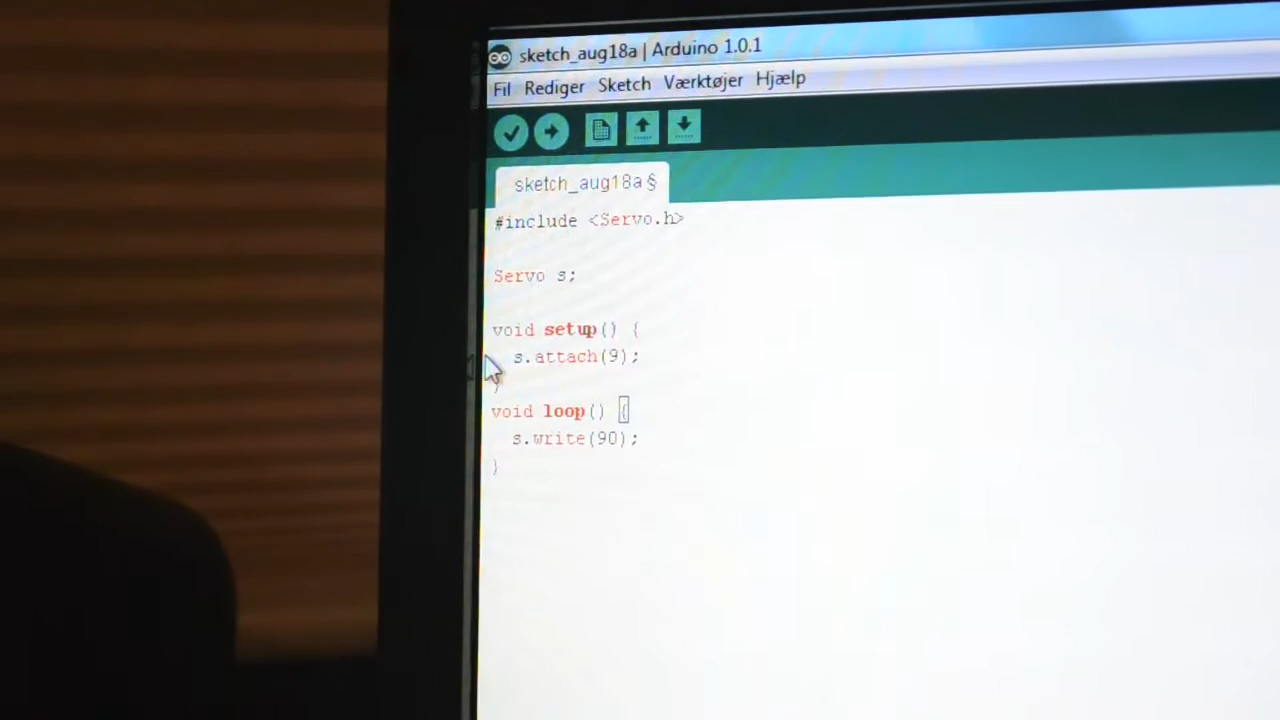 sketch_aug18a | Arduino 1.0.1
Fil Rediger Sketch Værktøjer Hjælp
sketch_aug18a §
#include <Servo.h>
Servo s;
void setup() {
  s.attach(9);
}
void loop() {
  s.write(90);
}